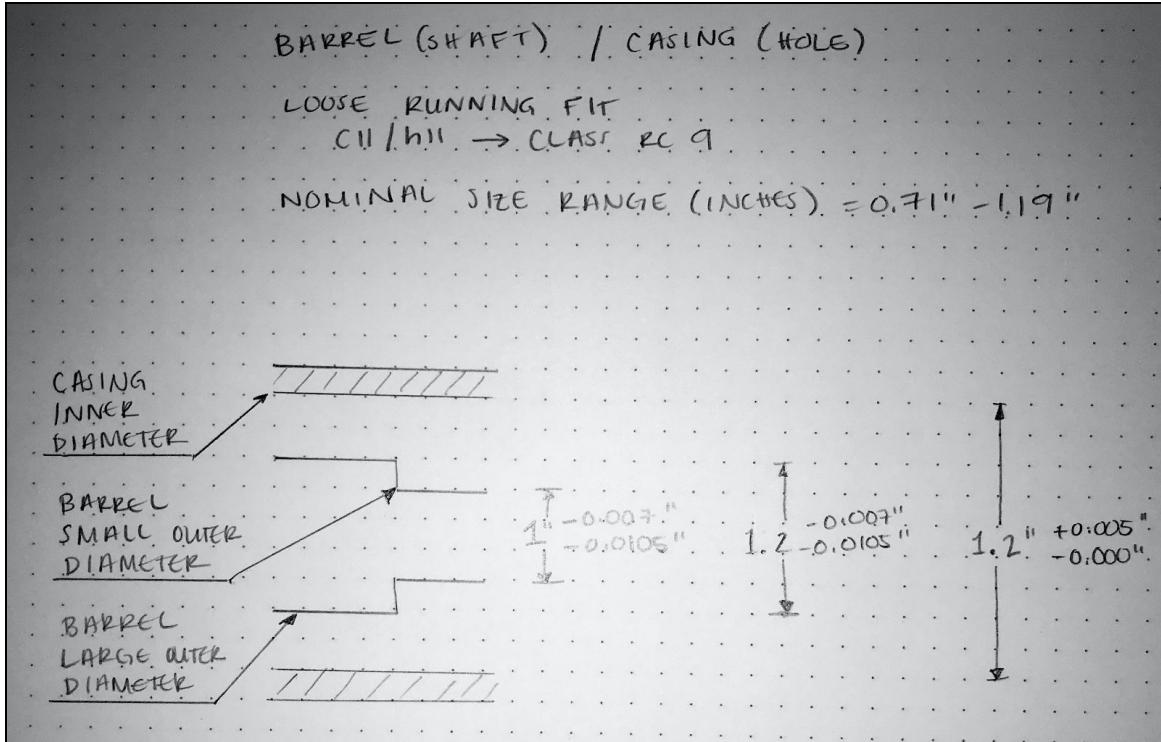 BARREL (SHAFT) / CASING (HOLE)
LOOSE RUNNING FIT
C11/h11 → CLASS RC 9
NOMINAL SIZE RANGE (INCHES) = 0.71" - 1.19"
CASING
INNER
DIAMETER
BARREL
SMALL OUTER
DIAMETER
BARREL
LARGE OUTER
DIAMETER
1" -0.007"
-0.0105"
1.2 -0.007"
-0.0105"
1.2" +0.005"
-0.000"